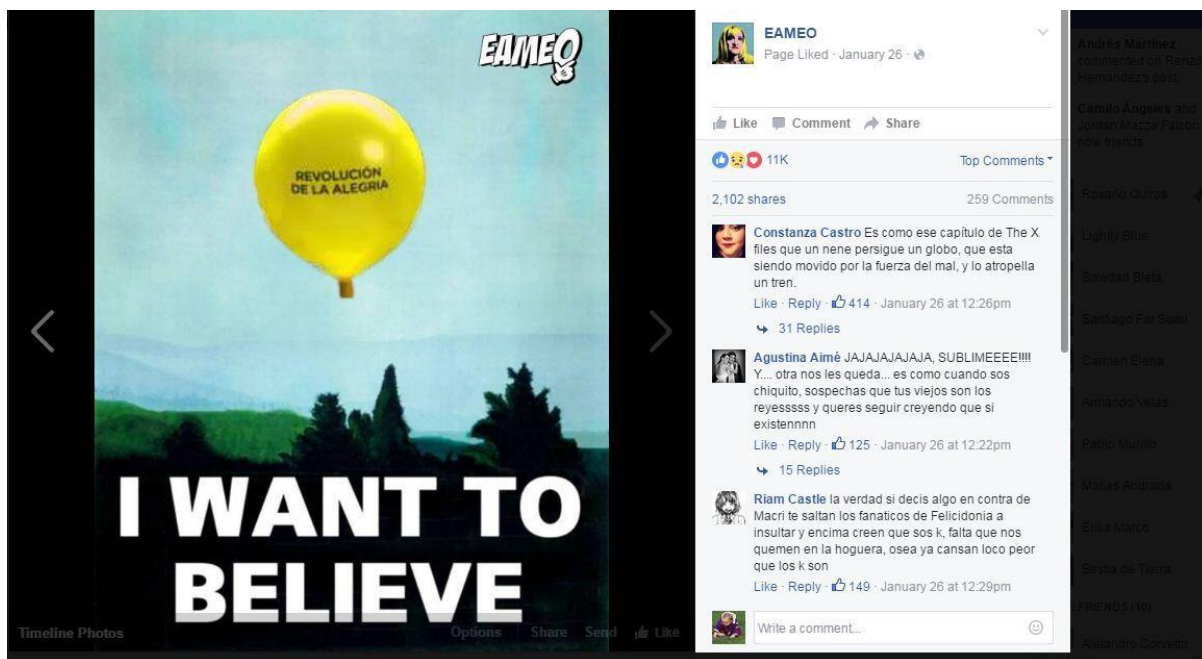 EAMEO
REVOLUCIÓN
DE LA ALEGRIA
I WANT TO
BELIEVE
Timeline Photos
Options Share Send Like
EAMEO
Page Liked · January 26 ·
Like Comment Share
11K Top Comments
2,102 shares 259 Comments
Constanza Castro Es como ese capítulo de The X
files que un nene persigue un globo, que esta
siendo movido por la fuerza del mal, y lo atropella
un tren.
Like · Reply · 414 · January 26 at 12:26pm
31 Replies
Agustina Aimé JAJAJAJAJAJA, SUBLIMEEEE!!!!
Y.... otra nos les queda... es como cuando sos
chiquito, sospechas que tus viejos son los
reyesssss y queres seguir creyendo que si
existennnn
Like · Reply · 125 · January 26 at 12:22pm
15 Replies
Riam Castle la verdad si decis algo en contra de
Macri te saltan los fanaticos de Felicidonia a
insultar y encima creen que sos k, falta que nos
quemen en la hoguera, osea ya cansan loco peor
que los k son
Like · Reply · 149 · January 26 at 12:29pm
Write a comment...
Andrés Martinez
commented on Renzo
Hernandez's post.
Camilo Ángeles and
Jordan Mazza Falcón
now friends.
Rosario Quiros
Lightly Blue
Soledad Bleta
Santiago Far Suau
Carmen Elena
Armando Velas
Pablo Murillo
Matias Andrada
Erika Marco
Bestia de Tierra
FRIENDS (10)
Alejandro Corvetto